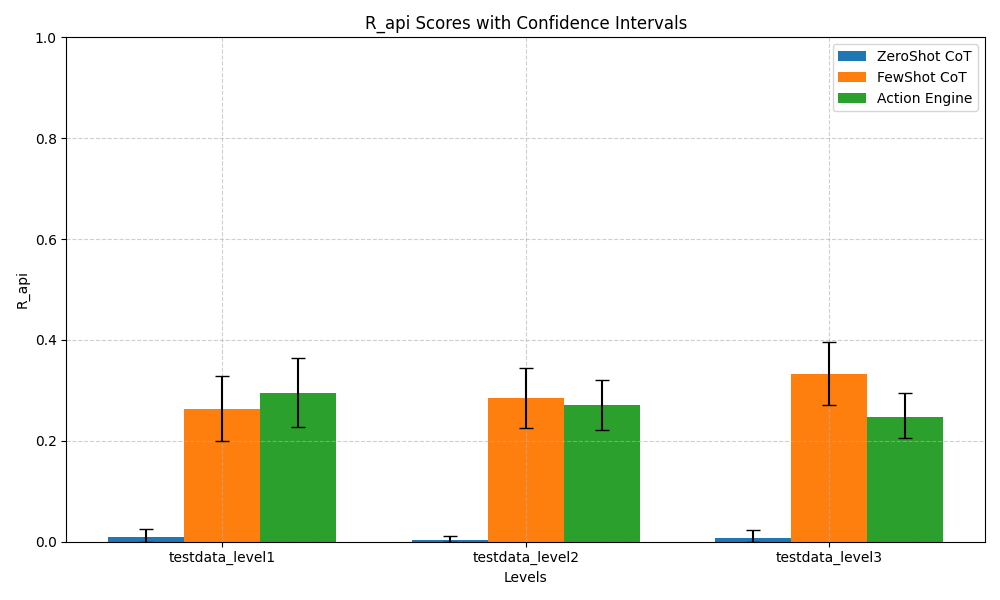 R_api Scores with Confidence Intervals
ZeroShot CoT
FewShot CoT
Action Engine
R_api
1.0
0.8
0.6
0.4
0.2
0.0
testdata_level1 testdata_level2 testdata_level3
Levels